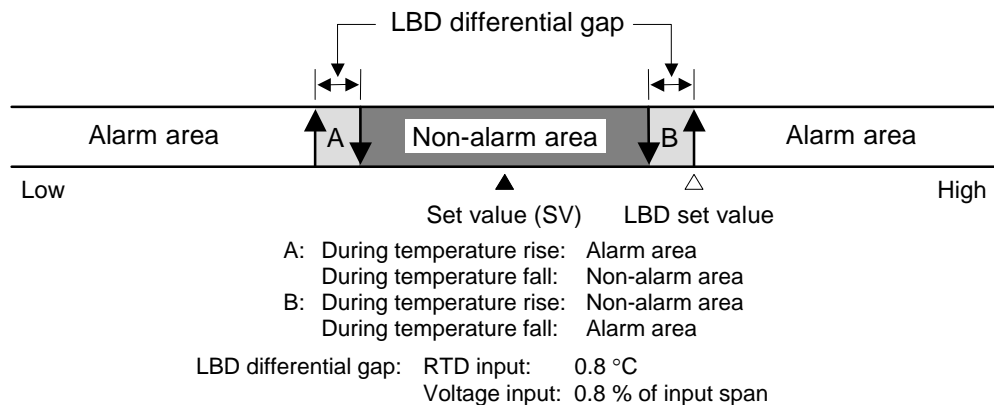 LBD differential gap
Alarm area A Non-alarm area B Alarm area
Low High
Set value (SV) LBD set value
A: During temperature rise: Alarm area
During temperature fall: Non-alarm area
B: During temperature rise: Non-alarm area
During temperature fall: Alarm area
LBD differential gap: RTD input: 0.8 °C
Voltage input: 0.8 % of input span